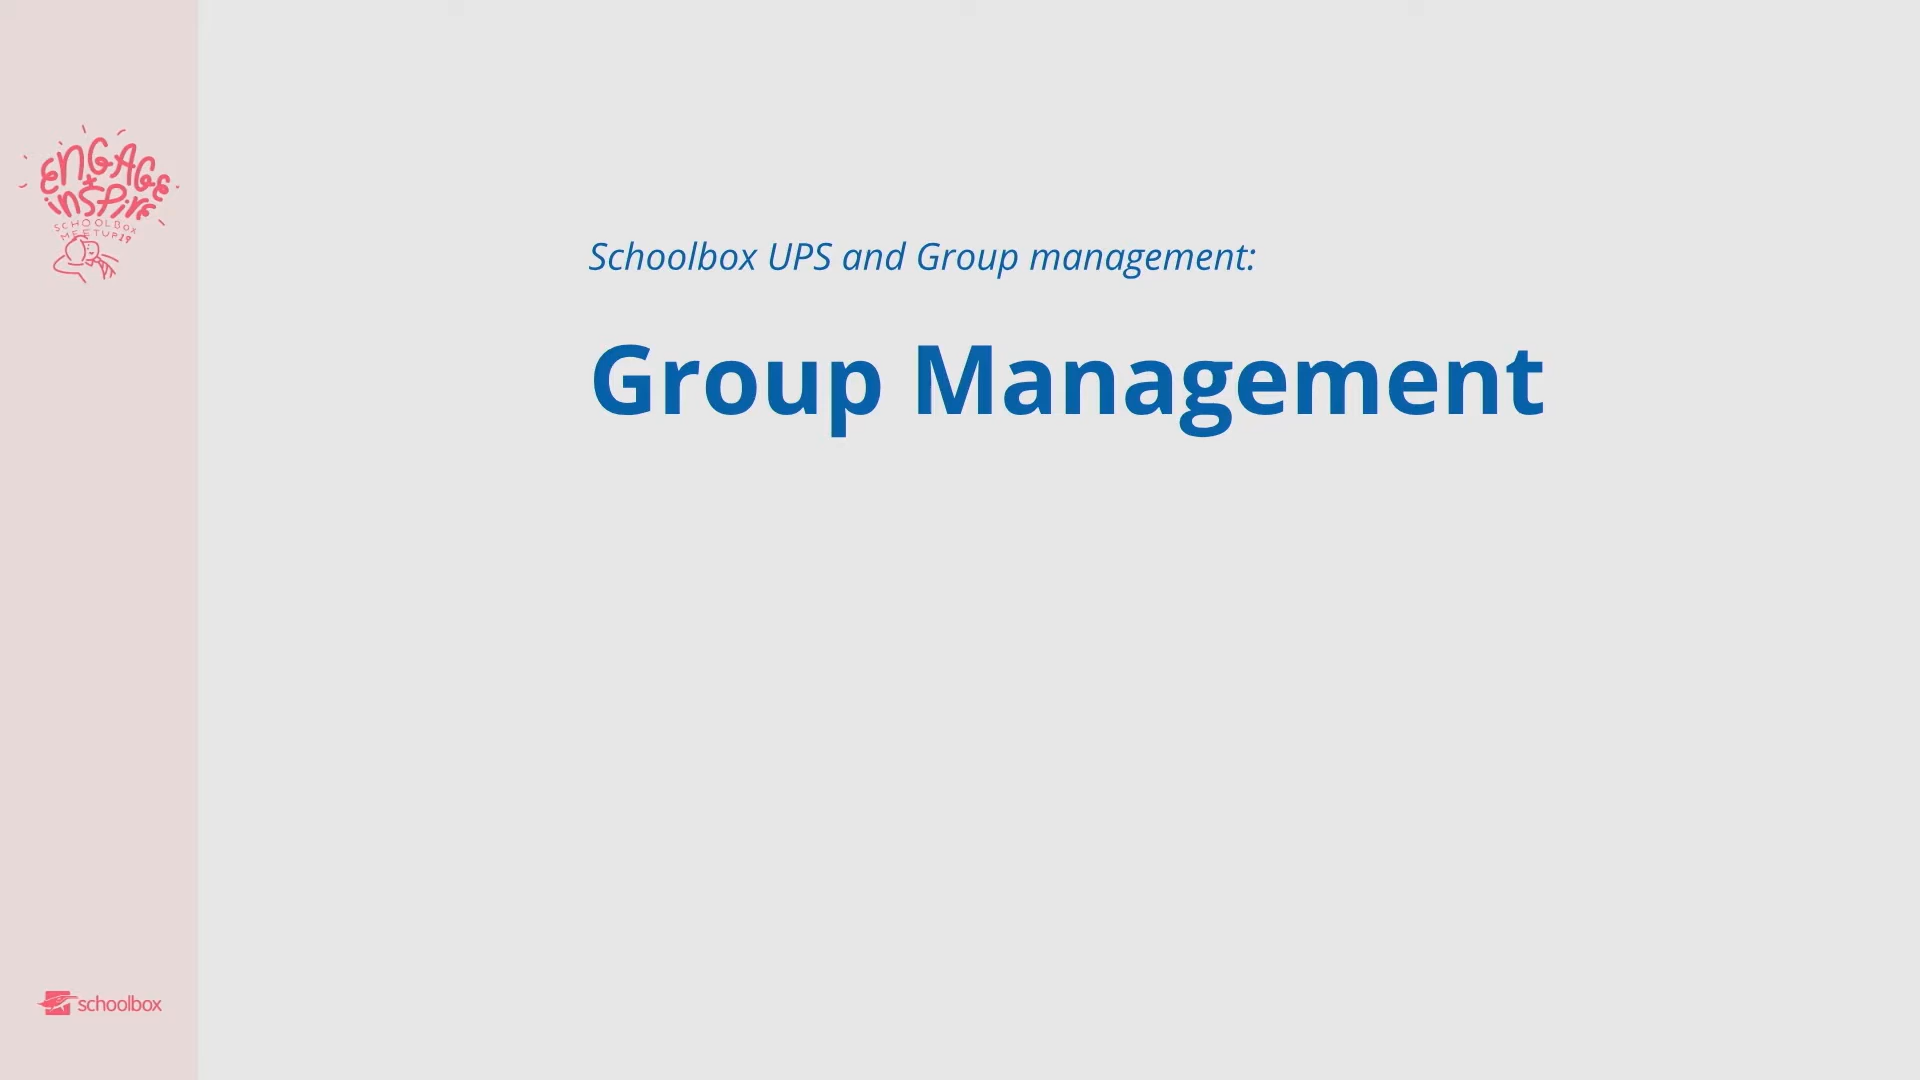 ENGAGE
+
inSPire
SCHOOLBOX
MEETUP19
Schoolbox UPS and Group management:
Group Management
schoolbox